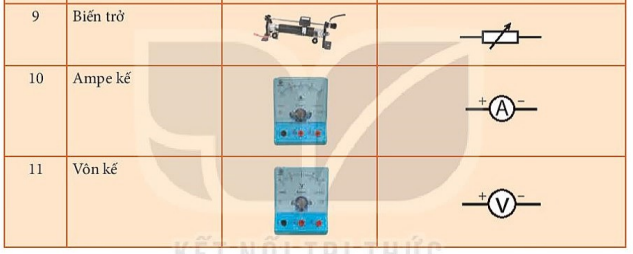 9 Biến trở
10 Ampe kế
A
+ A −
11 Vôn kế
V
+ V −
KẾT NỐI TRI THỨC